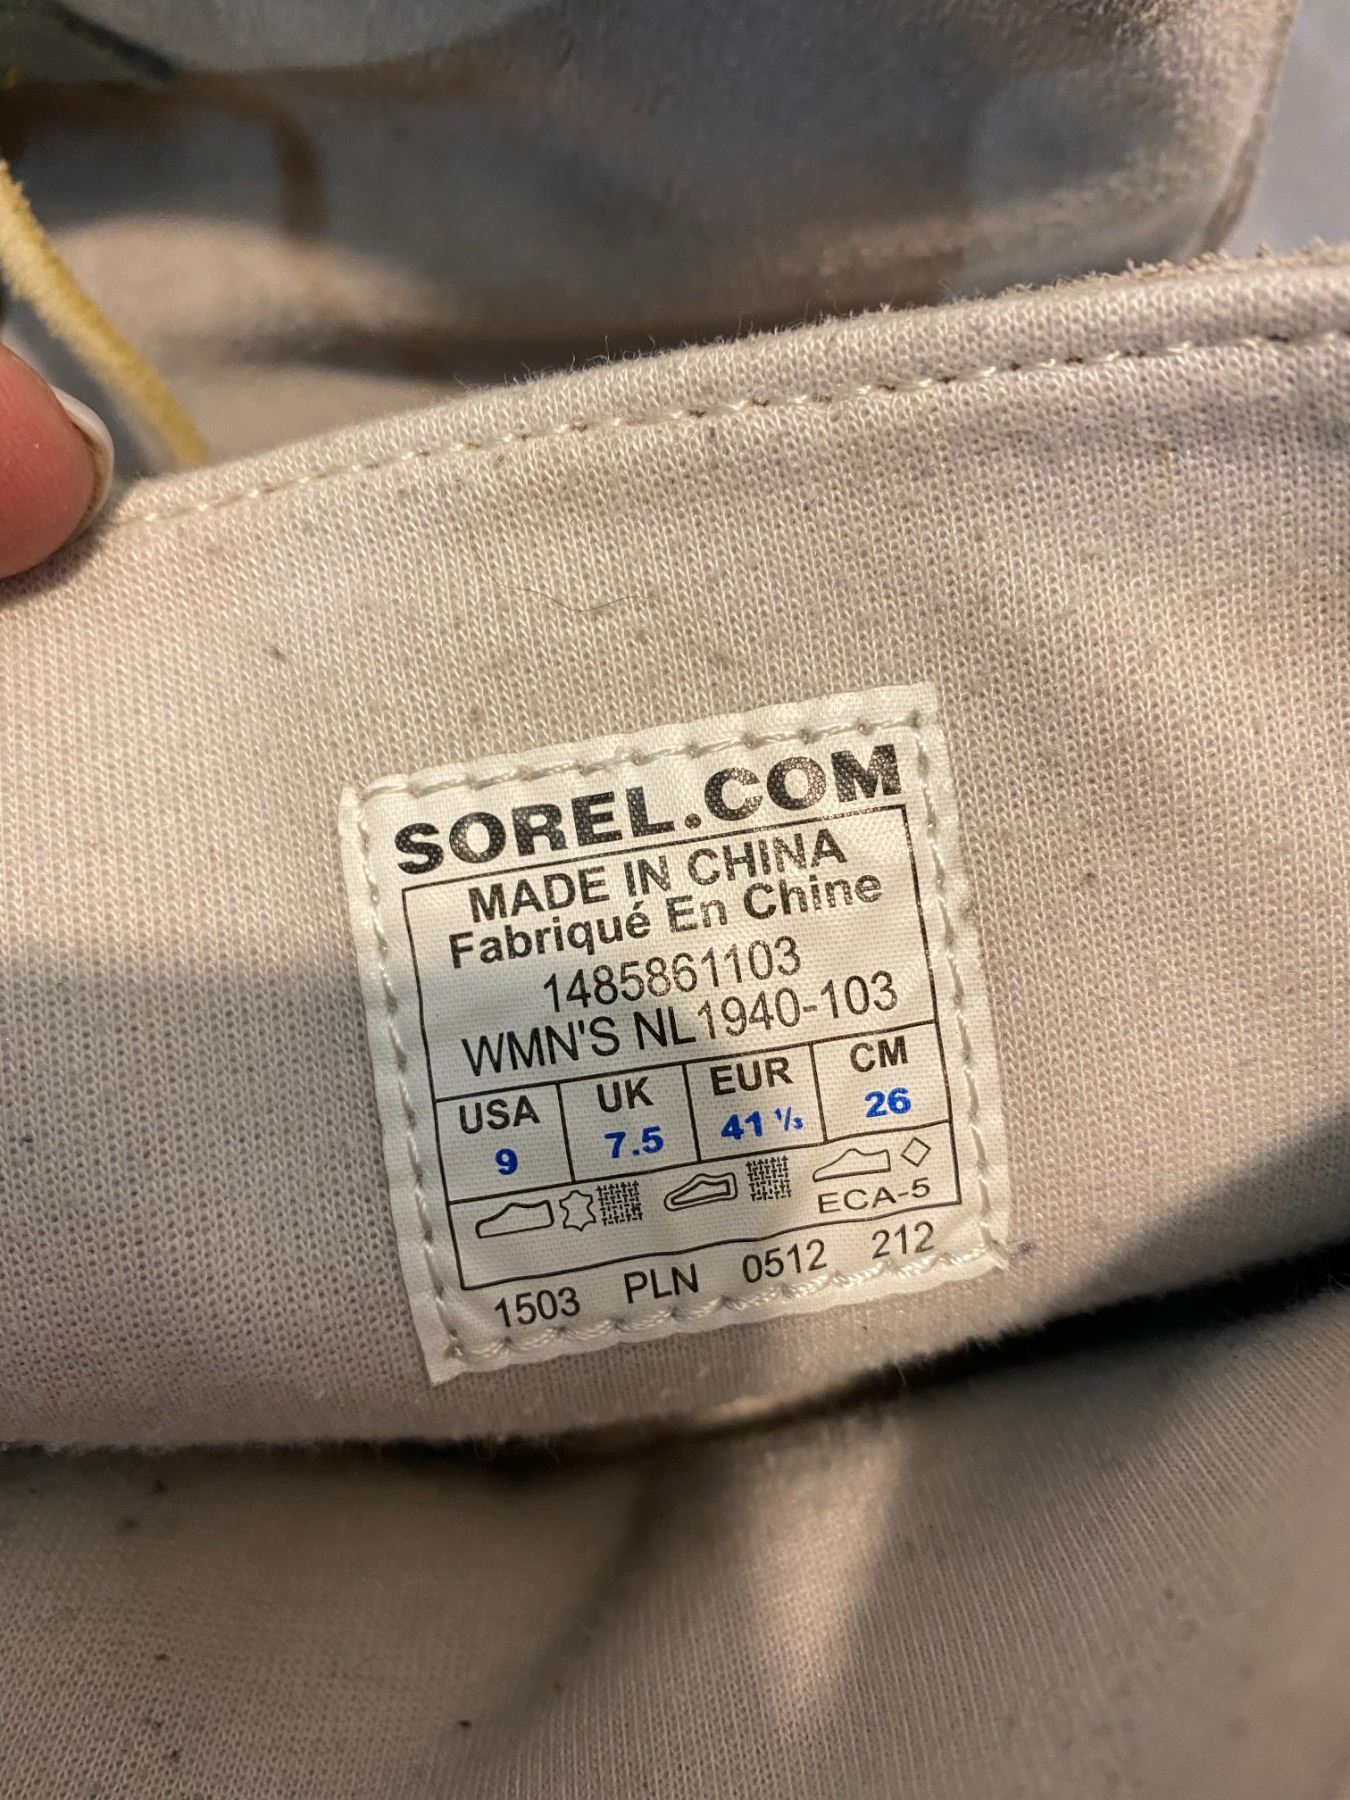 SOREL.COM
MADE IN CHINA
Fabriqué En Chine
1485861103
WMN'S NL1940-103
USA UK EUR CM
9 7.5 41 ⅓ 26
ECA-5
1503 PLN 0512 212